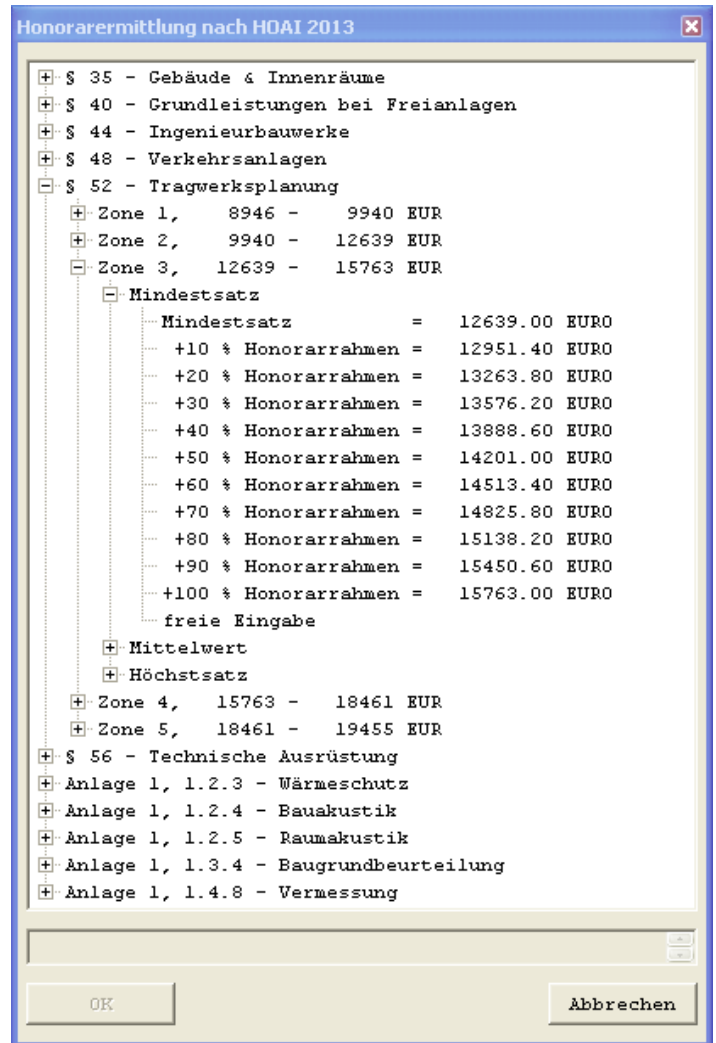 Honorarermittlung nach HOAI 2013
§ 35 - Gebäude & Innenräume
§ 40 - Grundleistungen bei Freianlagen
§ 44 - Ingenieurbauwerke
§ 48 - Verkehrsanlagen
§ 52 - Tragwerksplanung
Zone 1, 8946 - 9940 EUR
Zone 2, 9940 - 12639 EUR
Zone 3, 12639 - 15763 EUR
Mindestsatz
Mindestsatz = 12639.00 EURO
+10 % Honorarrahmen = 12951.40 EURO
+20 % Honorarrahmen = 13263.80 EURO
+30 % Honorarrahmen = 13576.20 EURO
+40 % Honorarrahmen = 13888.60 EURO
+50 % Honorarrahmen = 14201.00 EURO
+60 % Honorarrahmen = 14513.40 EURO
+70 % Honorarrahmen = 14825.80 EURO
+80 % Honorarrahmen = 15138.20 EURO
+90 % Honorarrahmen = 15450.60 EURO
+100 % Honorarrahmen = 15763.00 EURO
freie Eingabe
Mittelwert
Höchstsatz
Zone 4, 15763 - 18461 EUR
Zone 5, 18461 - 19455 EUR
§ 56 - Technische Ausrüstung
Anlage 1, 1.2.3 - Wärmeschutz
Anlage 1, 1.2.4 - Bauakustik
Anlage 1, 1.2.5 - Raumakustik
Anlage 1, 1.3.4 - Baugrundbeurteilung
Anlage 1, 1.4.8 - Vermessung
OK Abbrechen